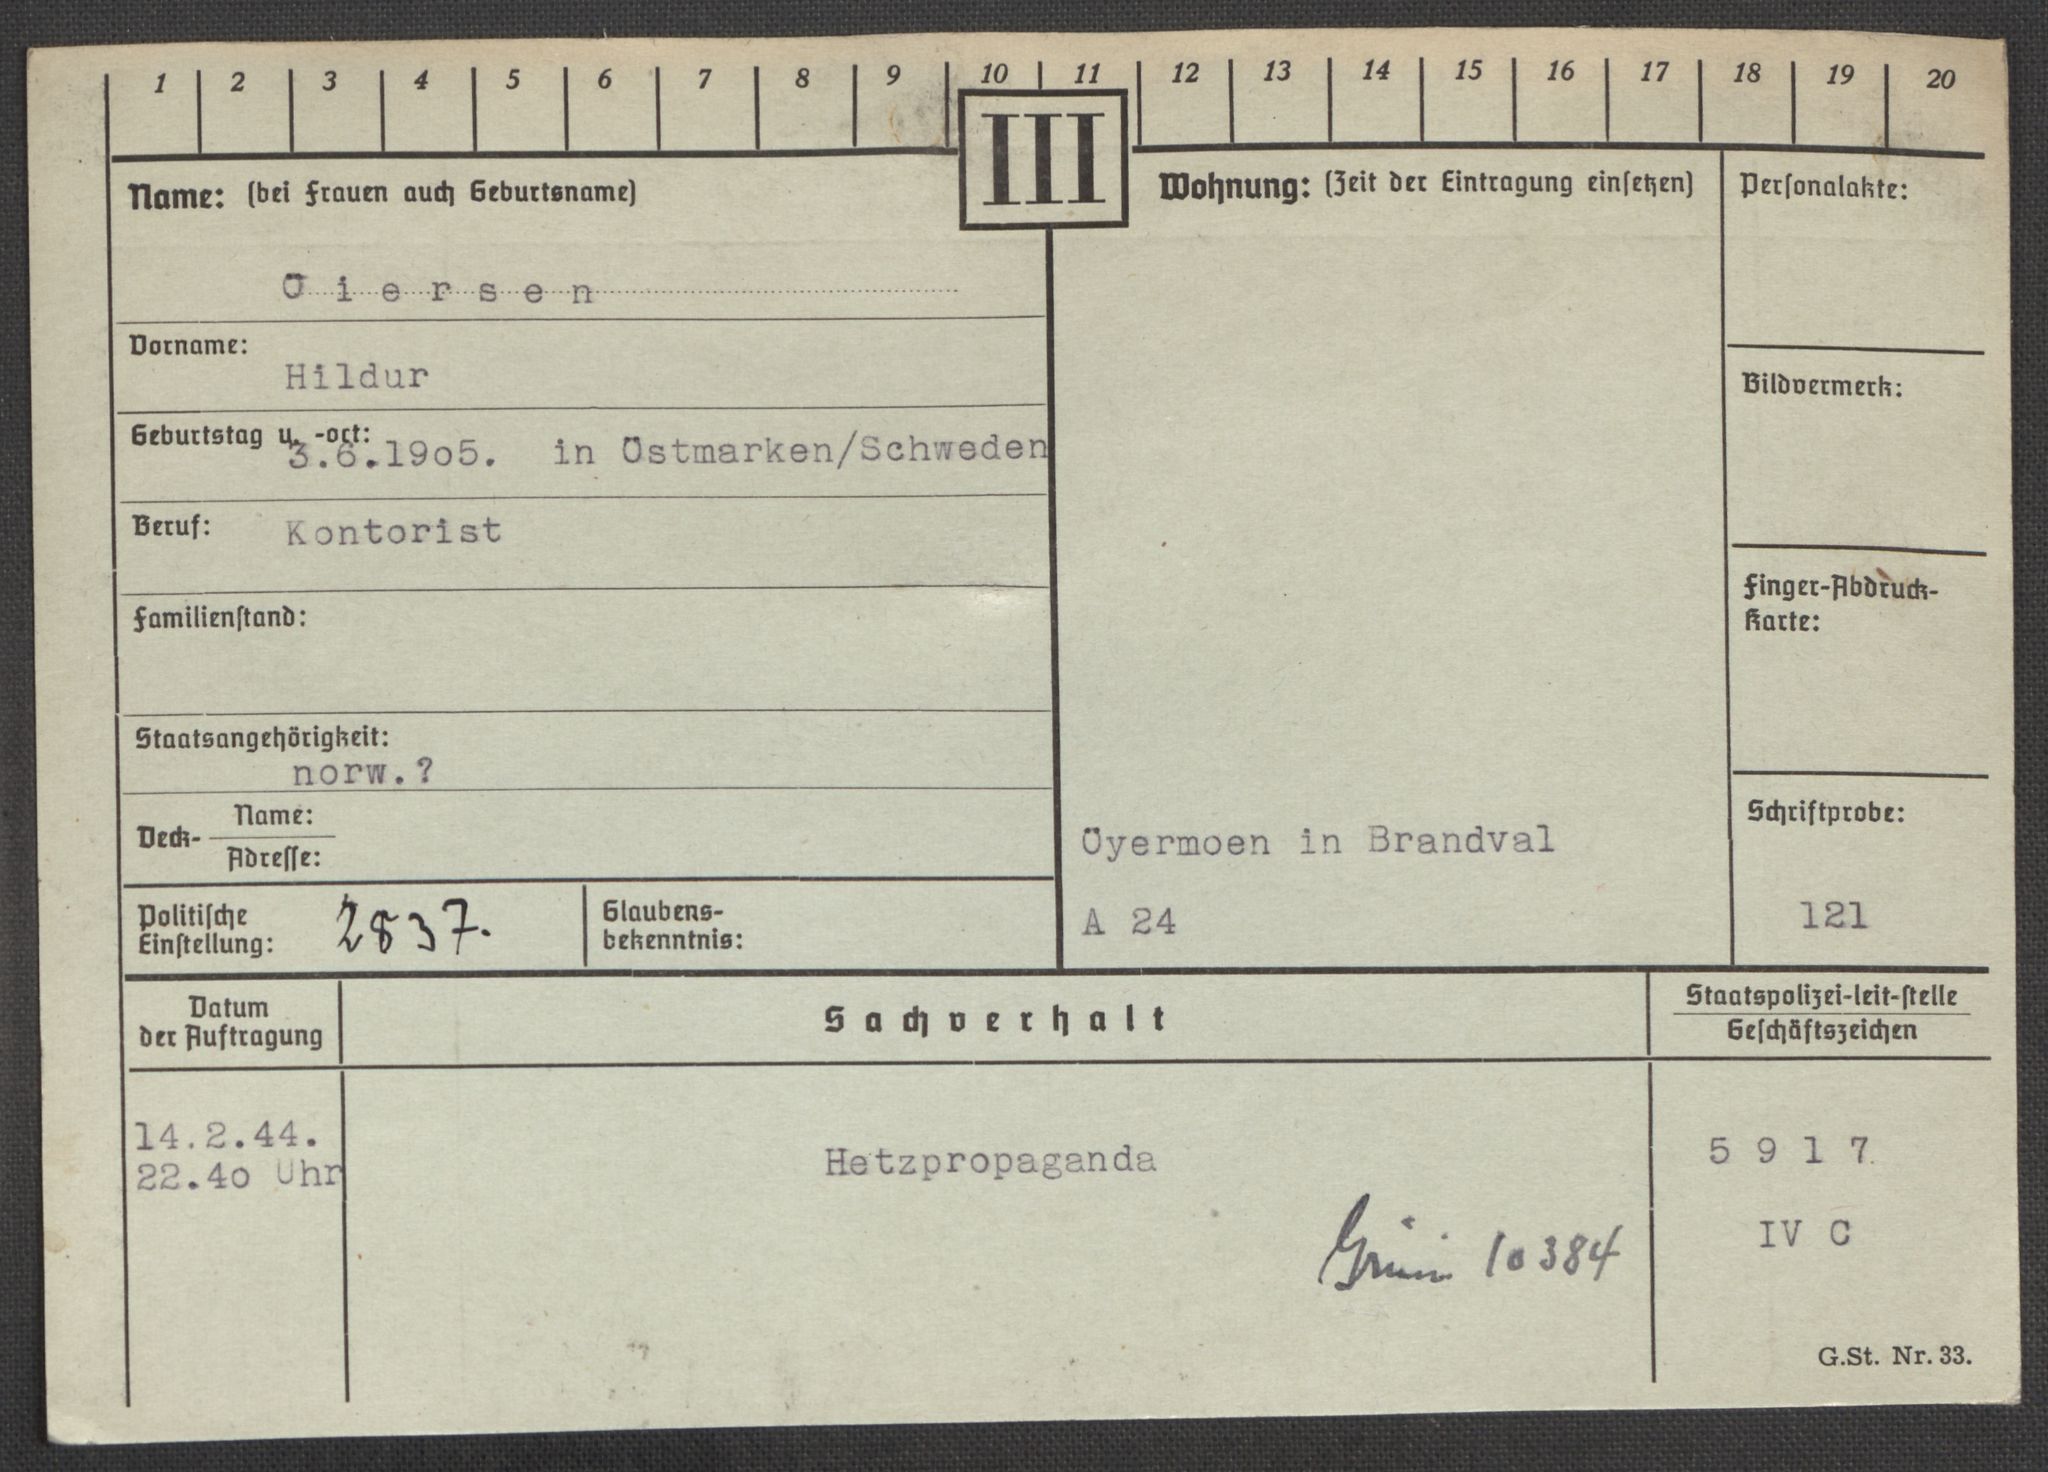 1 2 3 4 5 6 7 8 9 10 11 12 13 14 15 16 17 18 19 20
III
Name: (bei Frauen auch Geburtsname)
Öiersen
Vorname:
Hildur
Geburtstag u. -ort:
3.6.19o5. in Östmarken/Schweden
Beruf: Kontorist
Familienstand:
Staatsangehörigkeit:
norw.?
Deck-
Name:
Adresse:
Politische
Einstellung: 2837.
Glaubens-
bekenntnis:
Wohnung: (Zeit der Eintragung einsetzen)
Öyermoen in Brandval
A 24
Personalakte:
Bildvermerk:
Finger-Abdruck-
Karte:
Schriftprobe:
121
Datum
der Auftragung
Sachverhalt
Staatspolizei-leit-stelle
Geschäftszeichen
14.2.44.
22.4o Uhr
Hetzpropaganda
5 9 1 7
10384
IV C
G.St. Nr. 33.